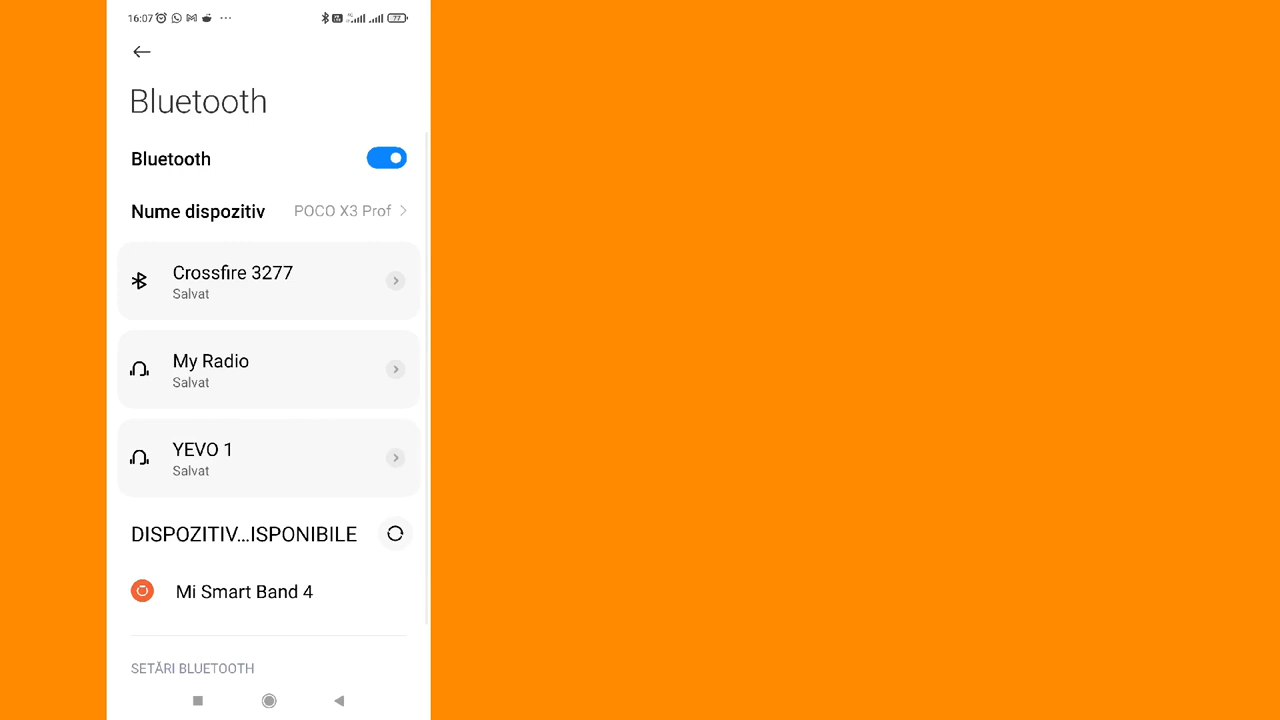 16:07
77
Bluetooth
Bluetooth
Nume dispozitiv POCO X3 Prof
Crossfire 3277
Salvat
My Radio
Salvat
YEVO 1
Salvat
DISPOZITIV...ISPONIBILE
Mi Smart Band 4
SETĂRI BLUETOOTH